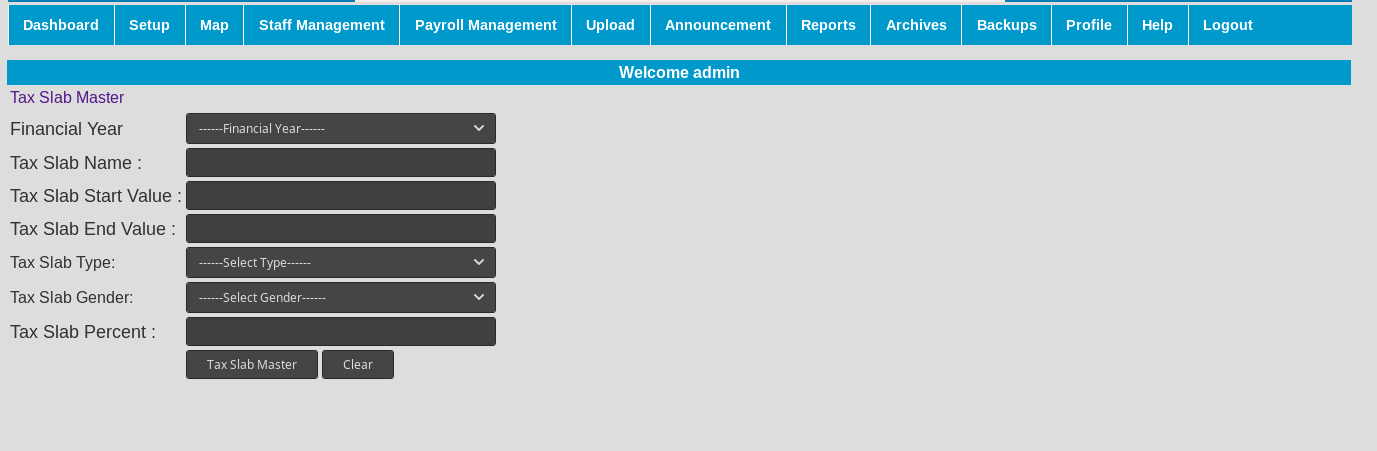 Dashboard Setup Map Staff Management Payroll Management Upload Announcement Reports Archives Backups Profile Help Logout
Welcome admin
Tax Slab Master
Financial Year ------Financial Year------
Tax Slab Name :
Tax Slab Start Value :
Tax Slab End Value :
Tax Slab Type: ------Select Type------
Tax Slab Gender: ------Select Gender------
Tax Slab Percent :
Tax Slab Master Clear